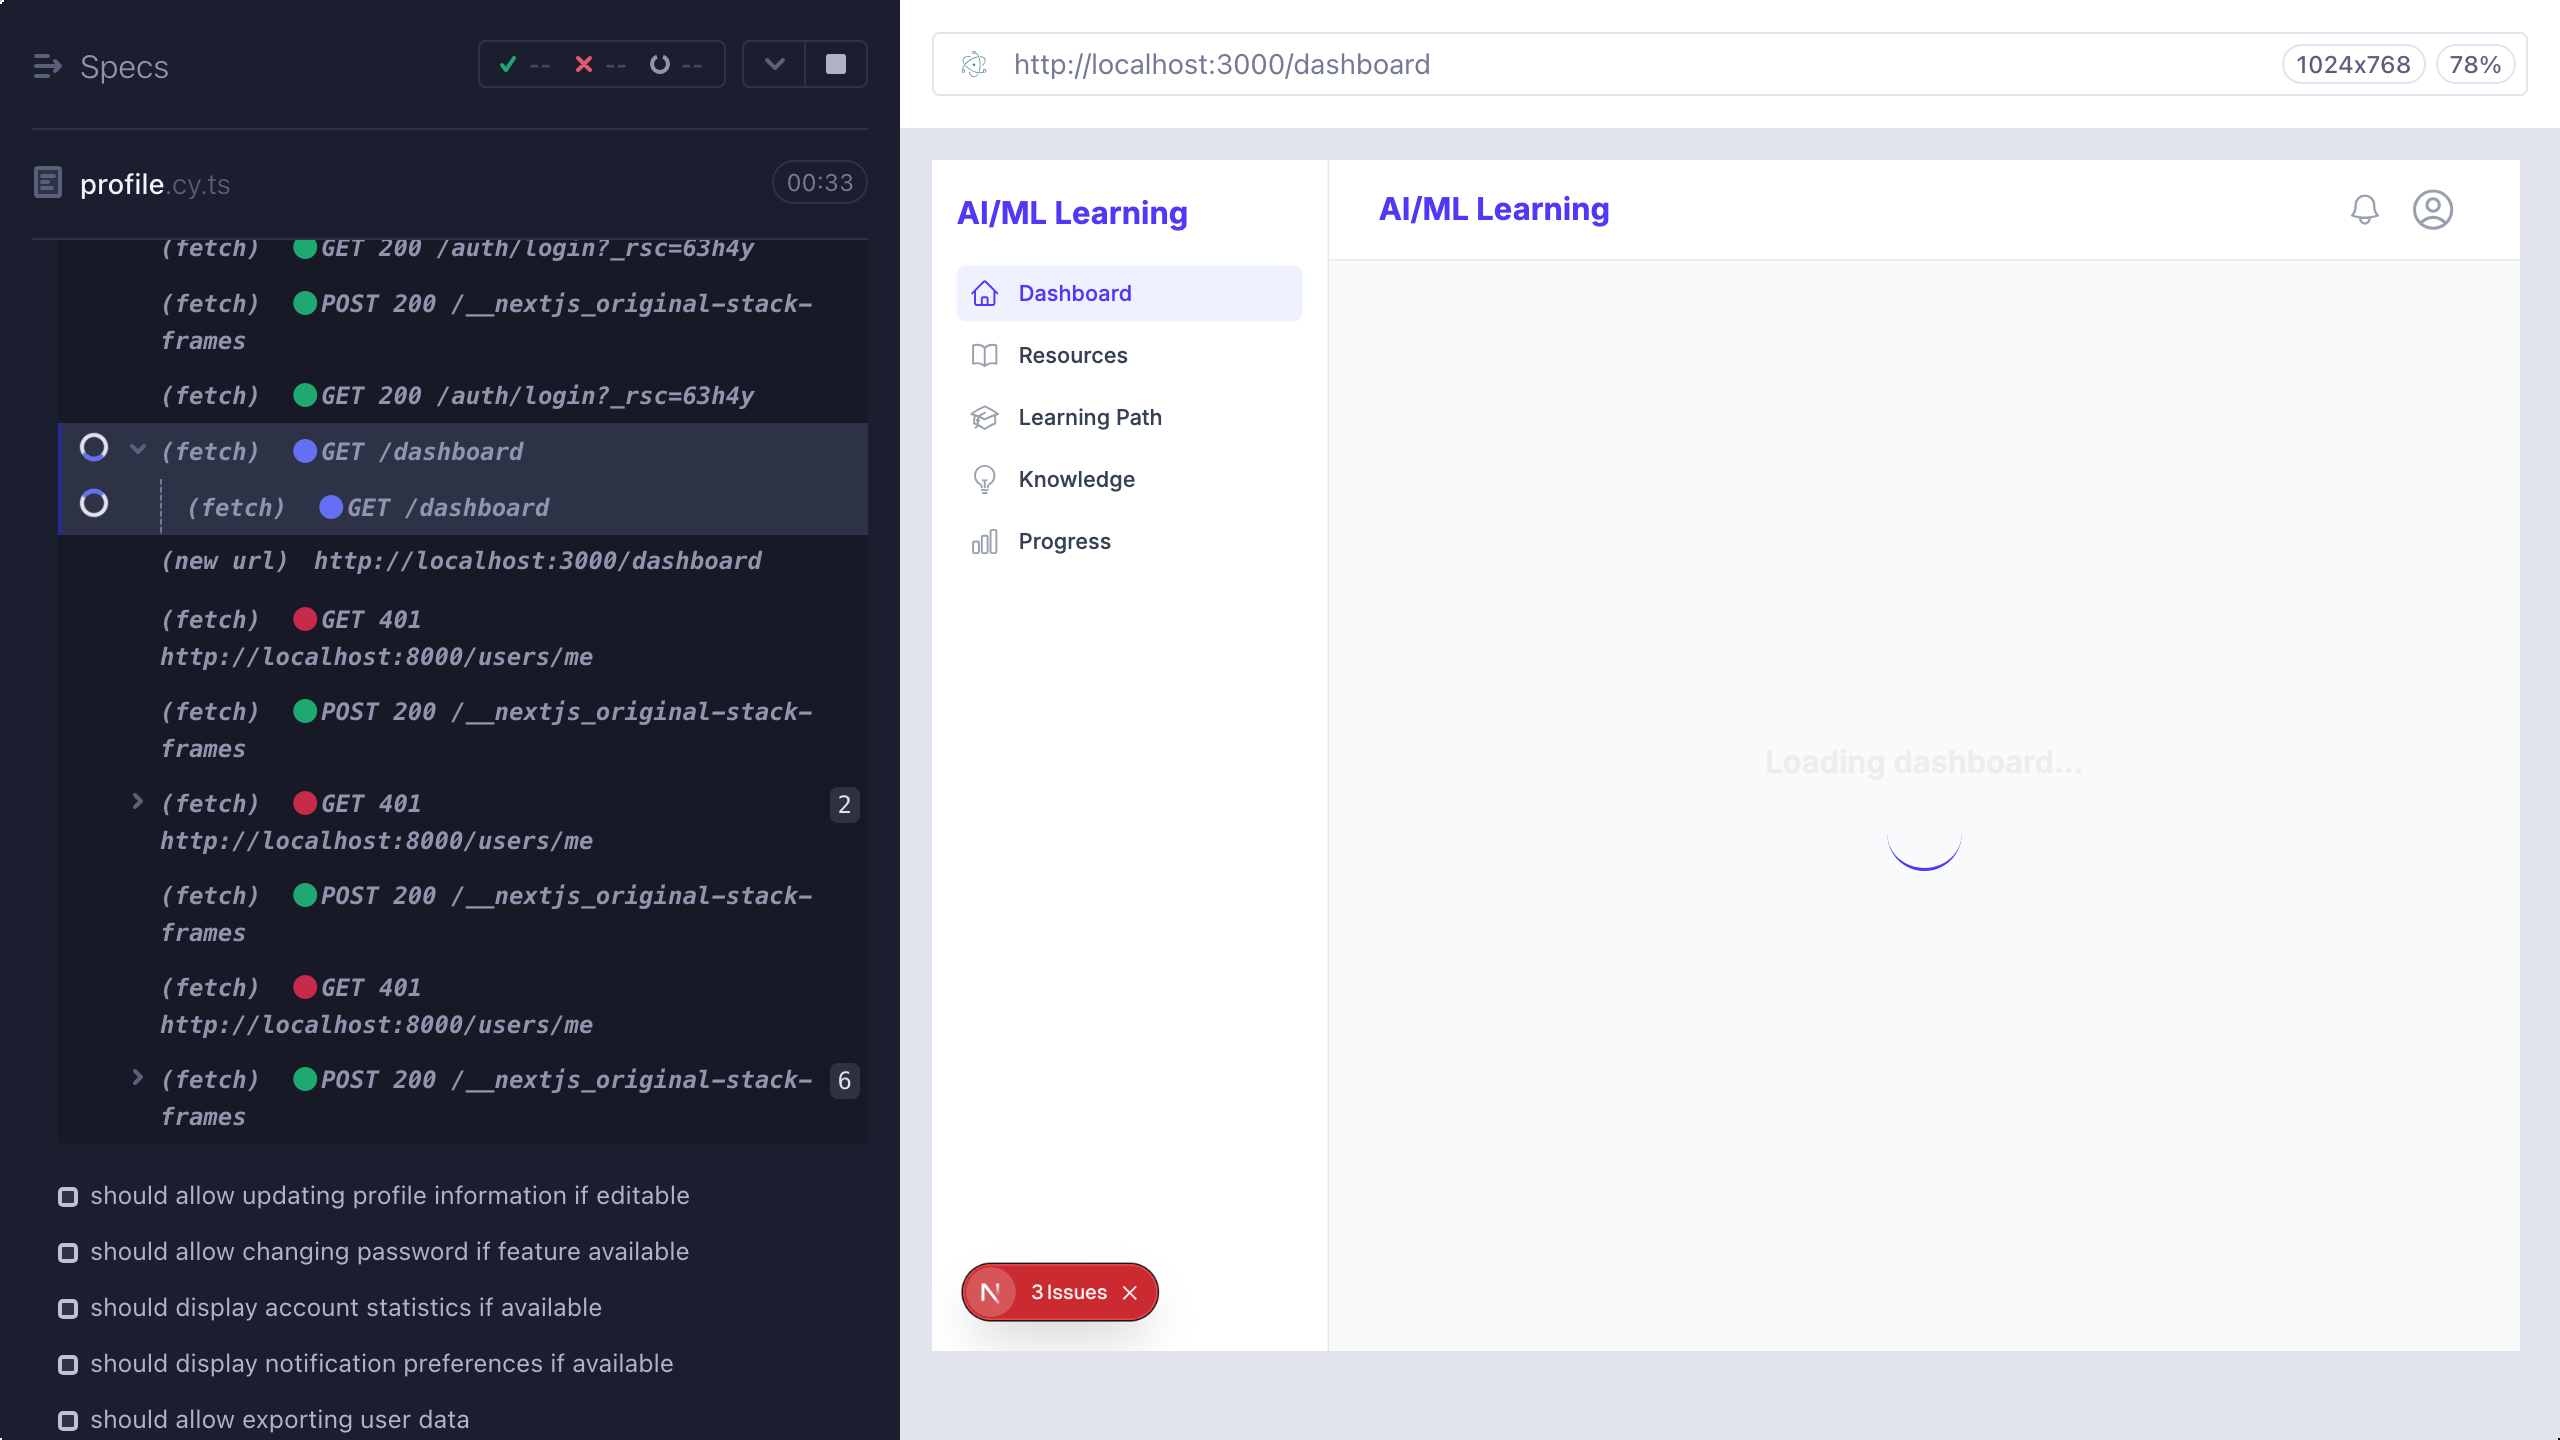 Specs
--
--
--
profile.cy.ts
00:33
(fetch) GET 200 /auth/login?_rsc=63h4y
(fetch) POST 200 /__nextjs_original-stack-
frames
(fetch) GET 200 /auth/login?_rsc=63h4y
(fetch) GET /dashboard
(fetch) GET /dashboard
(new url) http://localhost:3000/dashboard
(fetch) GET 401
http://localhost:8000/users/me
(fetch) POST 200 /__nextjs_original-stack-
frames
(fetch) GET 401
http://localhost:8000/users/me
2
(fetch) POST 200 /__nextjs_original-stack-
frames
(fetch) GET 401
http://localhost:8000/users/me
(fetch) POST 200 /__nextjs_original-stack-
frames
6
should allow updating profile information if editable
should allow changing password if feature available
should display account statistics if available
should display notification preferences if available
should allow exporting user data
http://localhost:3000/dashboard
1024x768
78%
AI/ML Learning
Dashboard
Resources
Learning Path
Knowledge
Progress
N
3 Issues
AI/ML Learning
Loading dashboard...